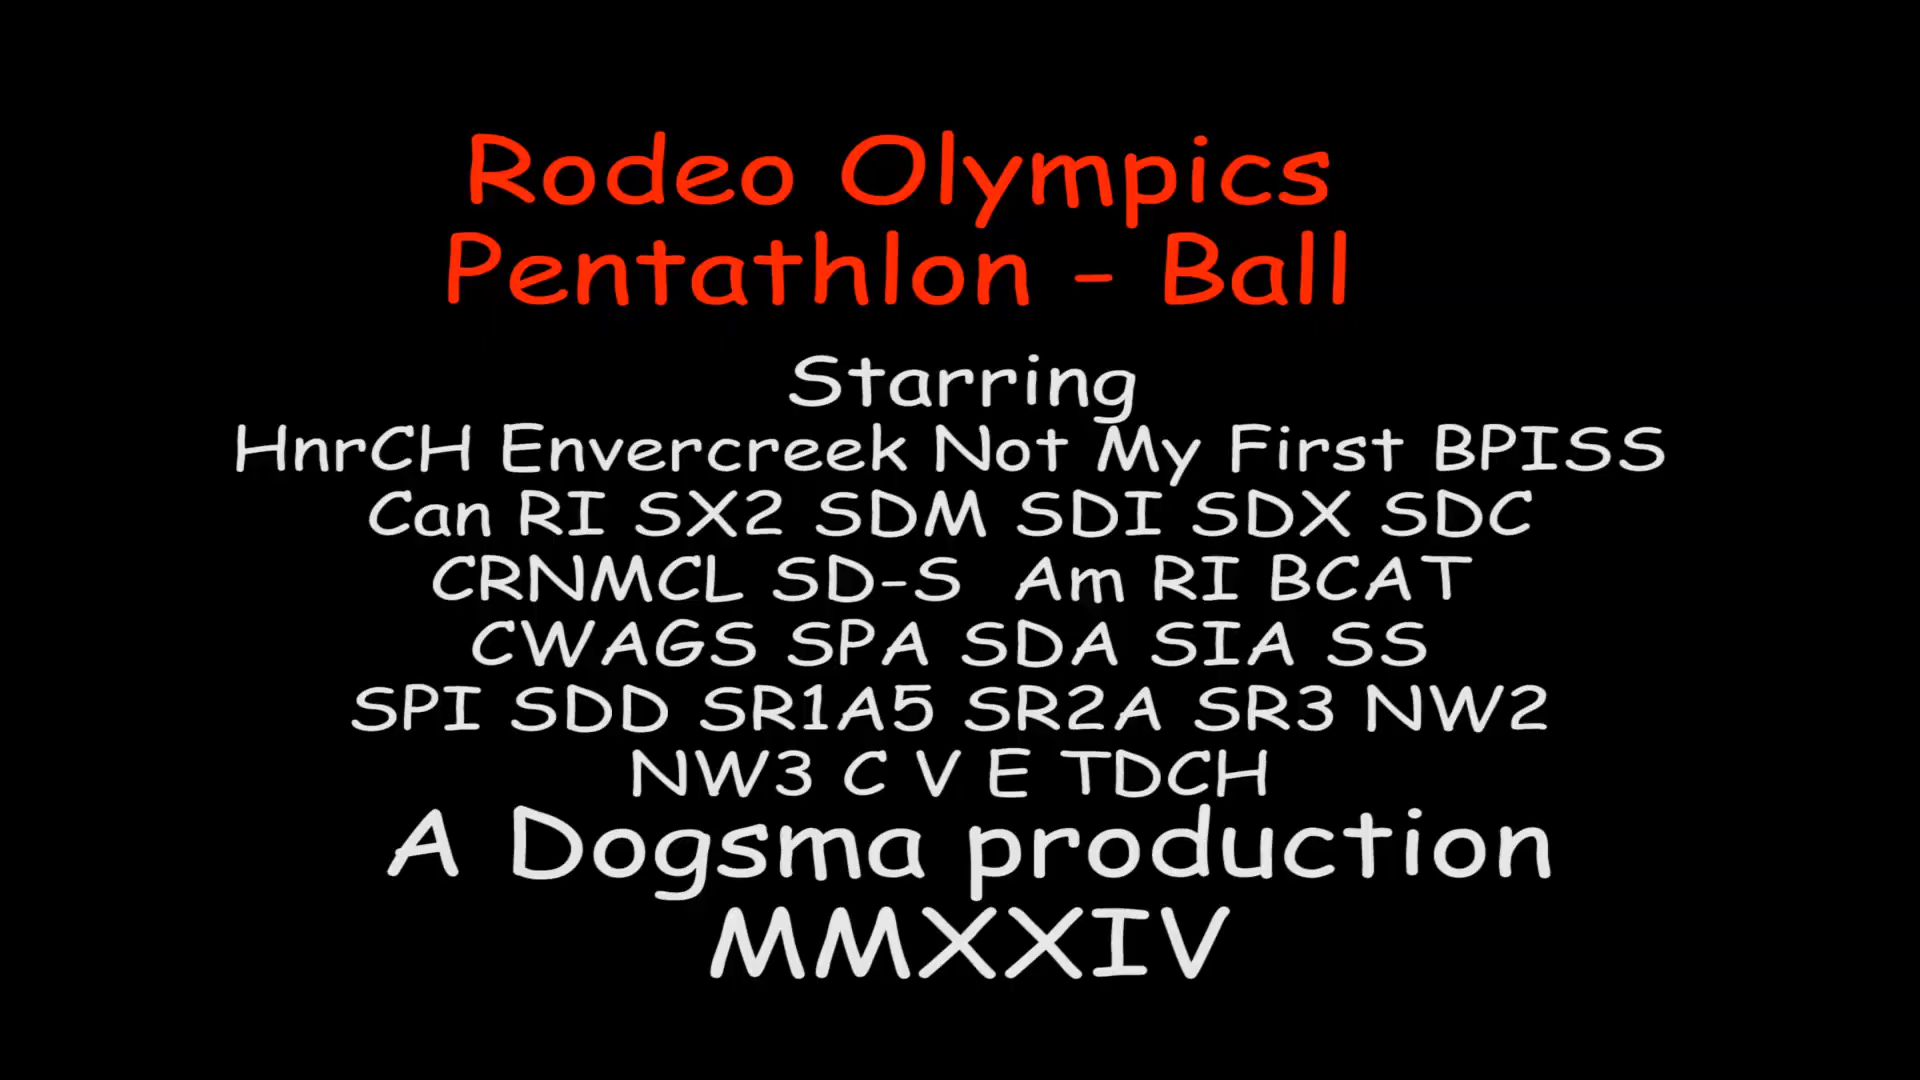 Rodeo Olympics
Pentathlon - Ball
Starring
HnrCH Envercreek Not My First BPISS
Can RI SX2 SDM SDI SDX SDC
CRNMCL SD-S Am RI BCAT
CWAGS SPA SDA SIA SS
SPI SDD SR1A5 SR2A SR3 NW2
NW3 C V E TDCH
A Dogsma production
MMXXIV